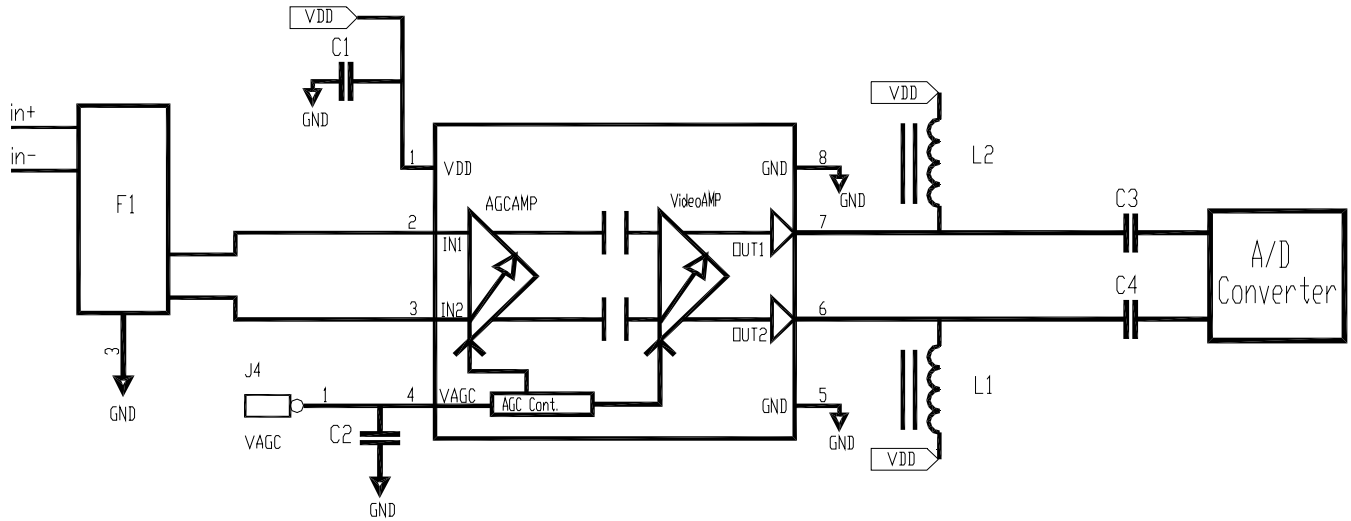 VDD
C1
GND
in+
in-
F1
3
GND
1
VDD
2
IN1
3
IN2
AGCAMP
VideoAMP
GND
8
GND
OUT1
7
OUT2
6
J4
VAGC
1
4
VAGC
AGC Cont.
C2
GND
GND
5
GND
VDD
L2
C3
C4
A/D
Converter
L1
VDD